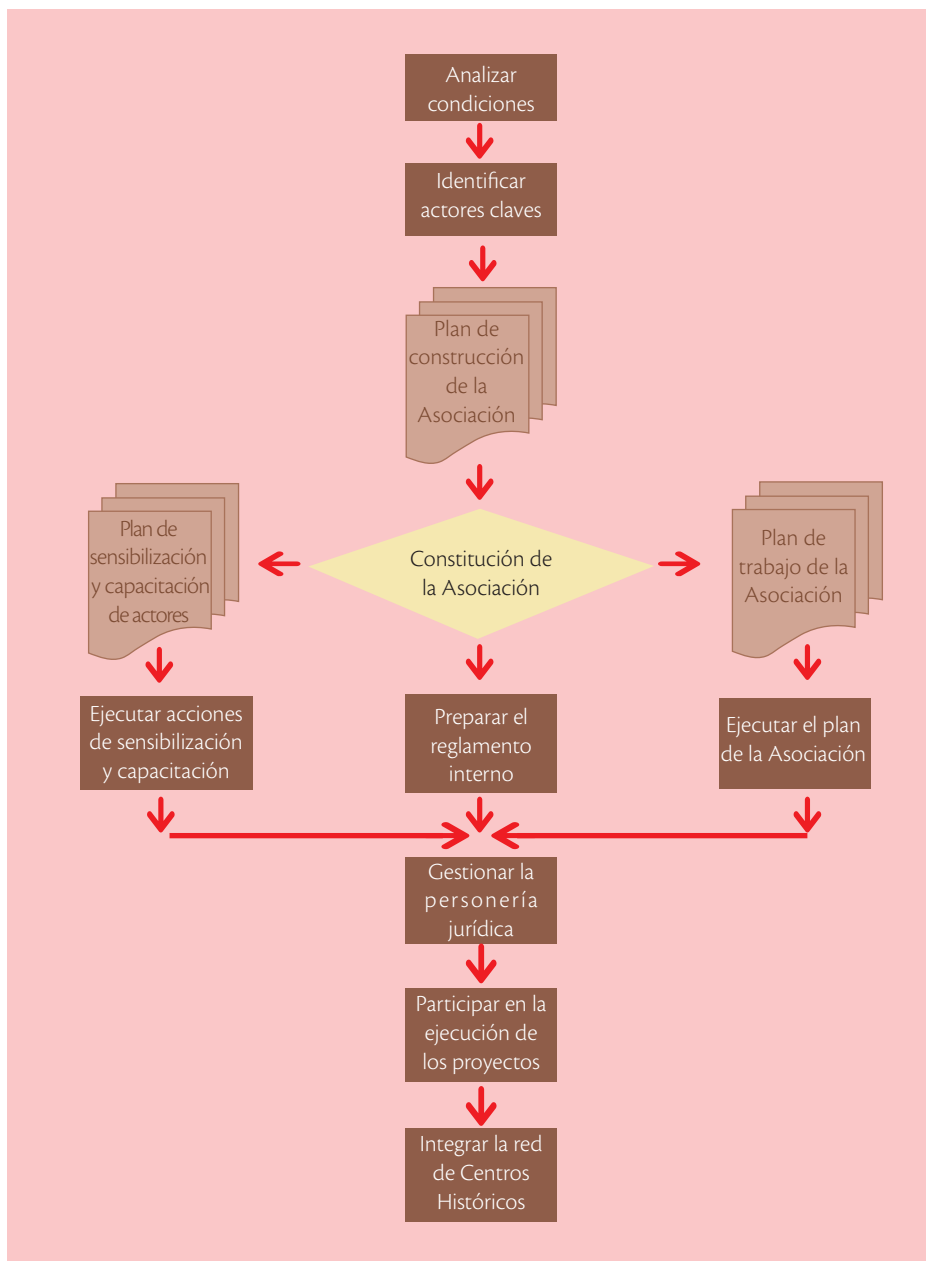 Analizar
condiciones
Identificar
actores claves
Plan de
construcción
de la
Asociación
Constitución de
la Asociación
Plan de
sensibilización
y capacitación
de actores
Plan de
trabajo de la
Asociación
Ejecutar acciones
de sensibilización
y capacitación
Preparar el
reglamento
interno
Ejecutar el plan
de la Asociación
Gestionar la
personería
jurídica
Participar en la
ejecución de
los proyectos
Integrar la red
de Centros
Históricos